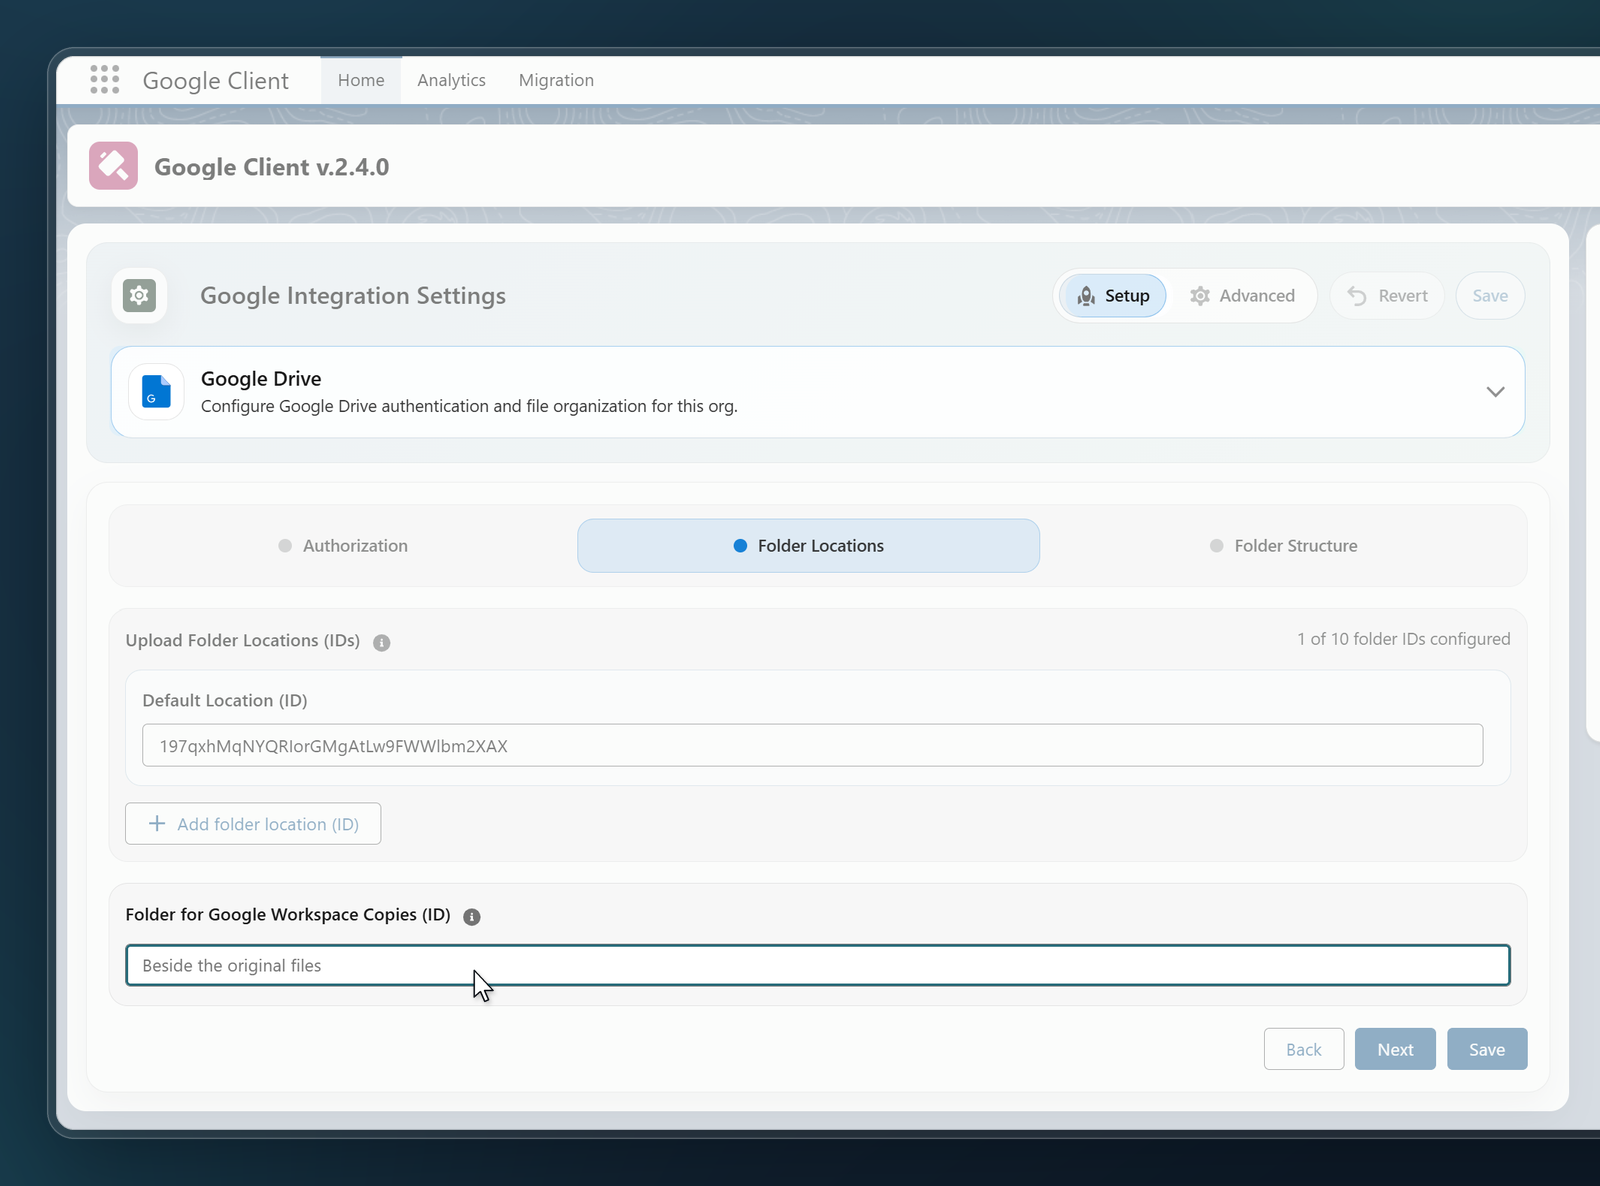 Google Client
Home
Analytics
Migration
Google Client v.2.4.0
Google Integration Settings
Setup
Advanced
Revert
Save
G
Google Drive
Configure Google Drive authentication and file organization for this org.
Authorization
Folder Locations
Folder Structure
Upload Folder Locations (IDs)
1 of 10 folder IDs configured
Default Location (ID)
197qxhMqNYQRIorGMgAtLw9FWWlbm2XAX
Add folder location (ID)
Folder for Google Workspace Copies (ID)
Beside the original files
Back
Next
Save